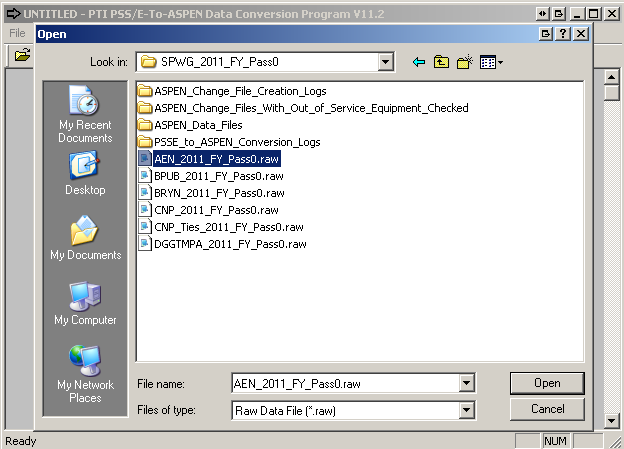 UNTITLED - PTI PSS/E-To-ASPEN Data Conversion Program V11.2
File
Open
Look in:
SPWG_2011_FY_Pass0
My Recent
Documents
Desktop
My Documents
My Computer
My Network
Places
ASPEN_Change_File_Creation_Logs
ASPEN_Change_Files_With_Out_of_Service_Equipment_Checked
ASPEN_Data_Files
PSSE_to_ASPEN_Conversion_Logs
AEN_2011_FY_Pass0.raw
BPUB_2011_FY_Pass0.raw
BRYN_2011_FY_Pass0.raw
CNP_2011_FY_Pass0.raw
CNP_Ties_2011_FY_Pass0.raw
DGGTMPA_2011_FY_Pass0.raw
File name:
AEN_2011_FY_Pass0.raw
Open
Files of type:
Raw Data File (*.raw)
Cancel
Ready
NUM